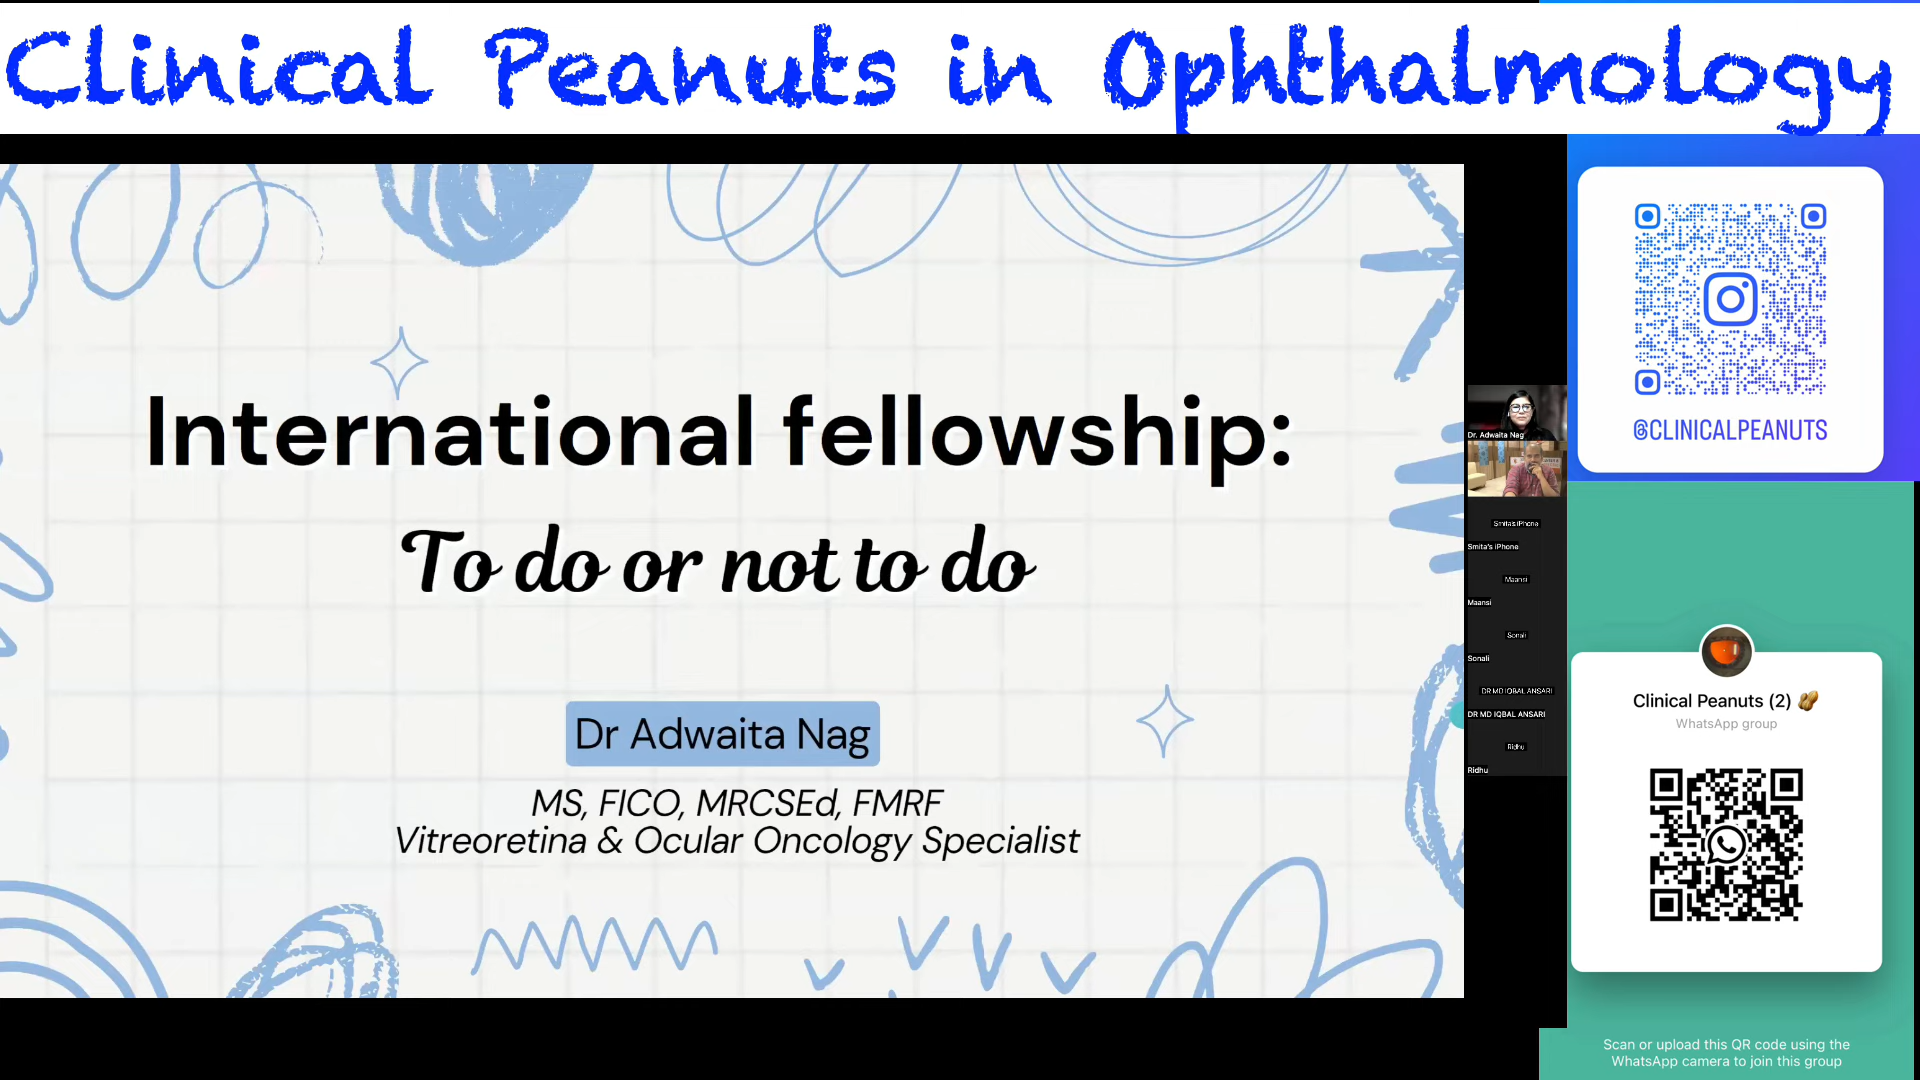 Clinical Peanuts in Ophthalmology
International fellowship:
To do or not to do
Dr Adwaita Nag
MS, FICO, MRCSEd, FMRF
Vitreoretina & Ocular Oncology Specialist
Dr. Adwaita Nag
Smita's iPhone
Smita's iPhone
Maansi
Maansi
Sonali
Sonali
DR MD IQBAL ANSARI
DR MD IQBAL ANSARI
Ridhu
Ridhu
@CLINICALPEANUTS
Clinical Peanuts (2) 🥜
WhatsApp group
Scan or upload this QR code using the
WhatsApp camera to join this group